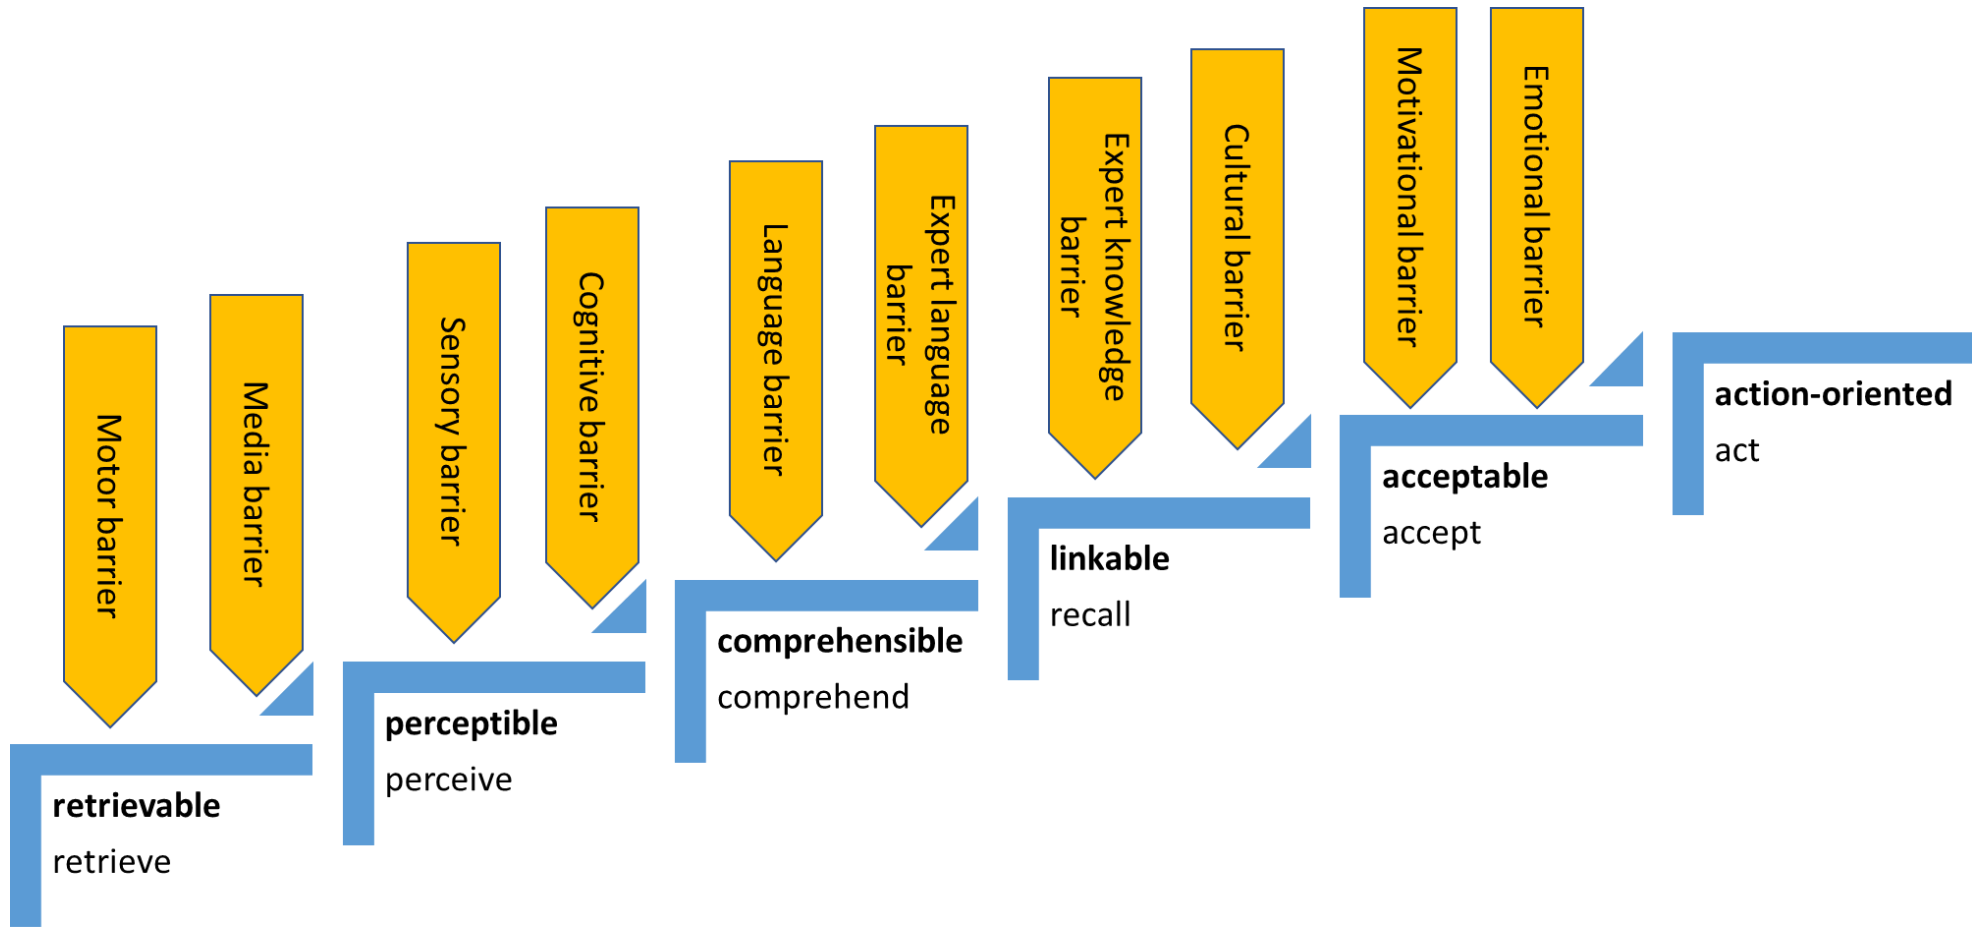 Motor barrier
Media barrier
Sensory barrier
Cognitive barrier
Language barrier
Expert language
barrier
Expert knowledge
barrier
Cultural barrier
Motivational barrier
Emotional barrier
retrievable
retrieve
perceptible
perceive
comprehensible
comprehend
linkable
recall
acceptable
accept
action-oriented
act